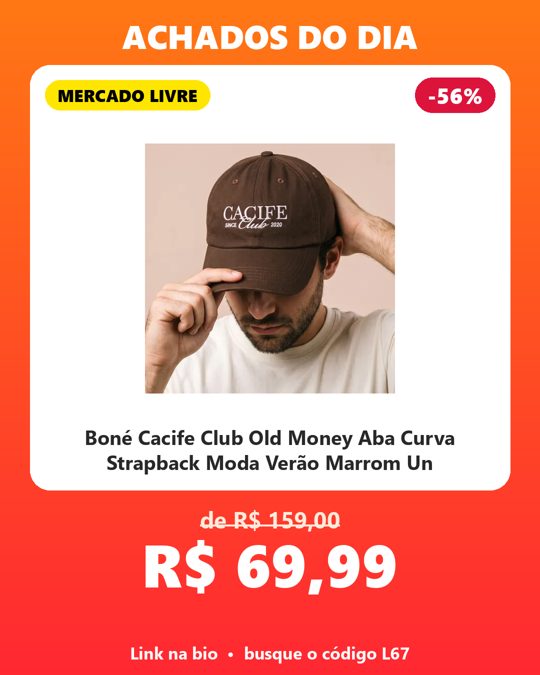 ACHADOS DO DIA
MERCADO LIVRE
-56%
CACIFE
SINCE Club 2020
Boné Cacife Club Old Money Aba Curva
Strapback Moda Verão Marrom Un
de R$ 159,00
R$ 69,99
Link na bio • busque o código L67